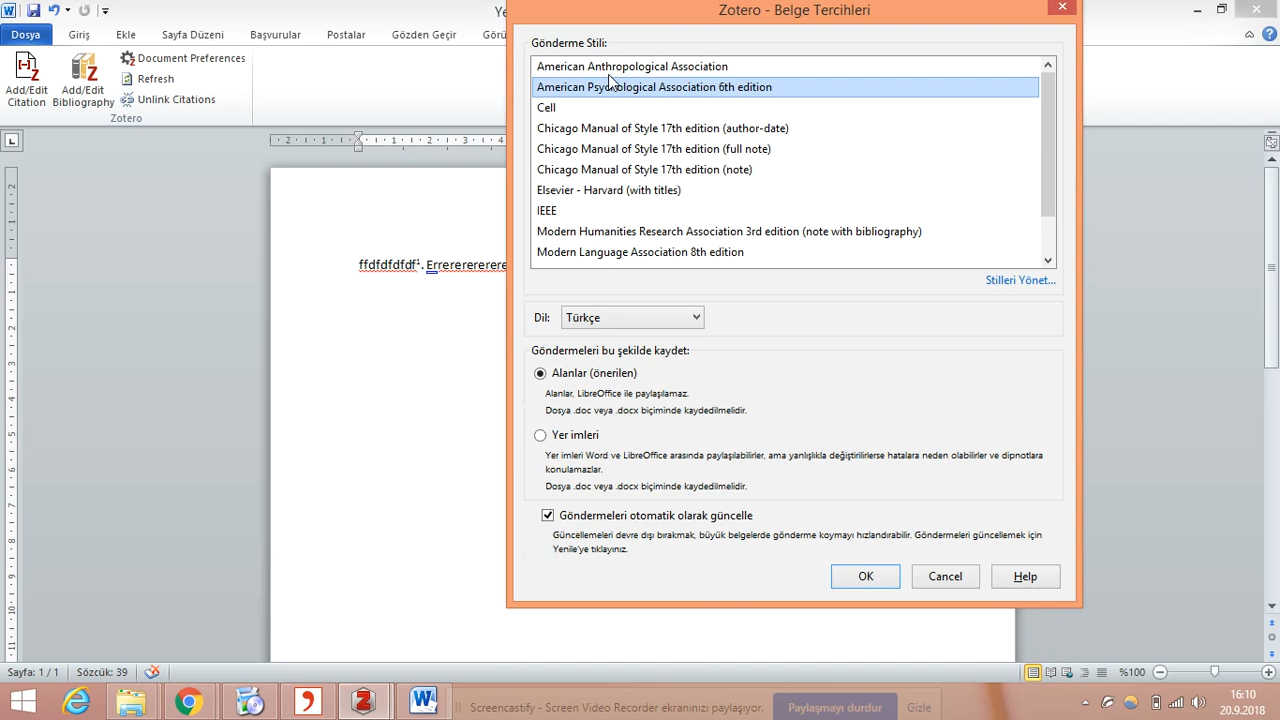 Zotero - Belge Tercihleri
Dosya Giriş Ekle Sayfa Düzeni Başvurular Postalar Gözden Geçir
Add/Edit Citation
Add/Edit Bibliography
Document Preferences
Refresh
Unlink Citations
Zotero
Gönderme Stili:
American Anthropological Association
American Psychological Association 6th edition
Cell
Chicago Manual of Style 17th edition (author-date)
Chicago Manual of Style 17th edition (full note)
Chicago Manual of Style 17th edition (note)
Elsevier - Harvard (with titles)
IEEE
Modern Humanities Research Association 3rd edition (note with bibliography)
Modern Language Association 8th edition
Stilleri Yönet...
Dil: Türkçe
Göndermeleri bu şekilde kaydet:
Alanlar (önerilen)
Alanlar, LibreOffice ile paylaşılamaz.
Dosya .doc veya .docx biçiminde kaydedilmelidir.
Yer imleri
Yer imleri Word ve LibreOffice arasında paylaşılabilirler, ama yanlışlıkla değiştirilirlerse hatalara neden olabilirler ve dipnotlara
konulamazlar.
Dosya .doc veya .docx biçiminde kaydedilmelidir.
Göndermeleri otomatik olarak güncelle
Güncellemeleri devre dışı bırakmak, büyük belgelerde gönderme koymayı hızlandırabilir. Göndermeleri güncellemek için
Yenile'ye tıklayınız.
OK Cancel Help
ffdfdfdfdf¹. Errerererere
Sayfa: 1 / 1 Sözcük: 39 %100
Screencastify - Screen Video Recorder ekranınızı paylaşıyor. Paylaşmayı durdur Gizle
16:10
20.9.2018